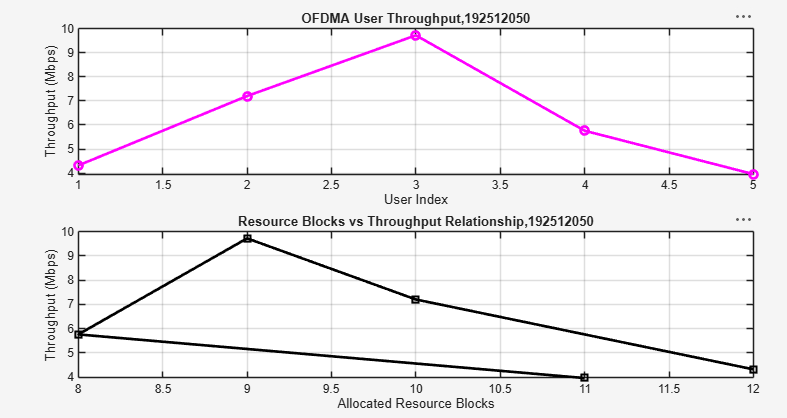 OFDMA User Throughput,192512050
Throughput (Mbps)
10
9
8
7
6
5
4
1 1.5 2 2.5 3 3.5 4 4.5 5
User Index
Resource Blocks vs Throughput Relationship,192512050
Throughput (Mbps)
10
9
8
7
6
5
4
8 8.5 9 9.5 10 10.5 11 11.5 12
Allocated Resource Blocks